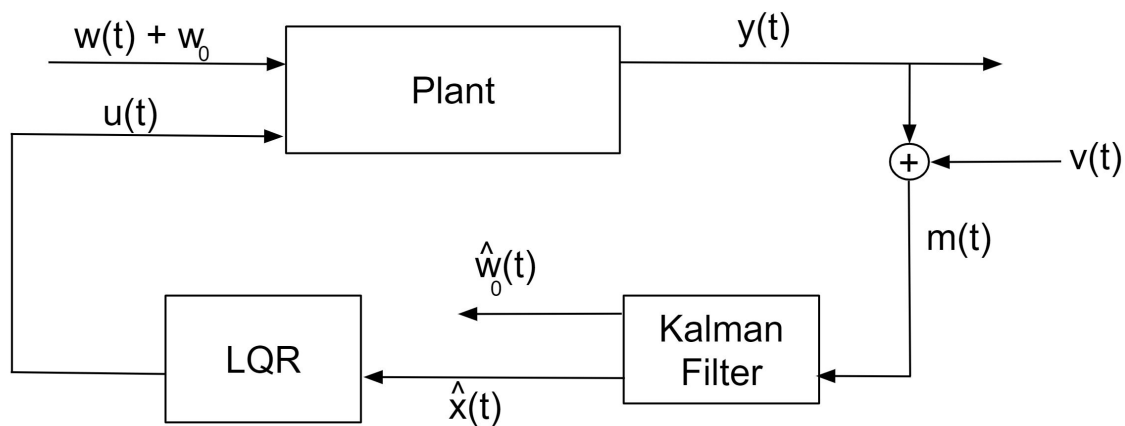 w(t) + w₀
y(t)
Plant
u(t)
+
v(t)
m(t)
ŵ₀(t)
Kalman
Filter
LQR
x̂(t)